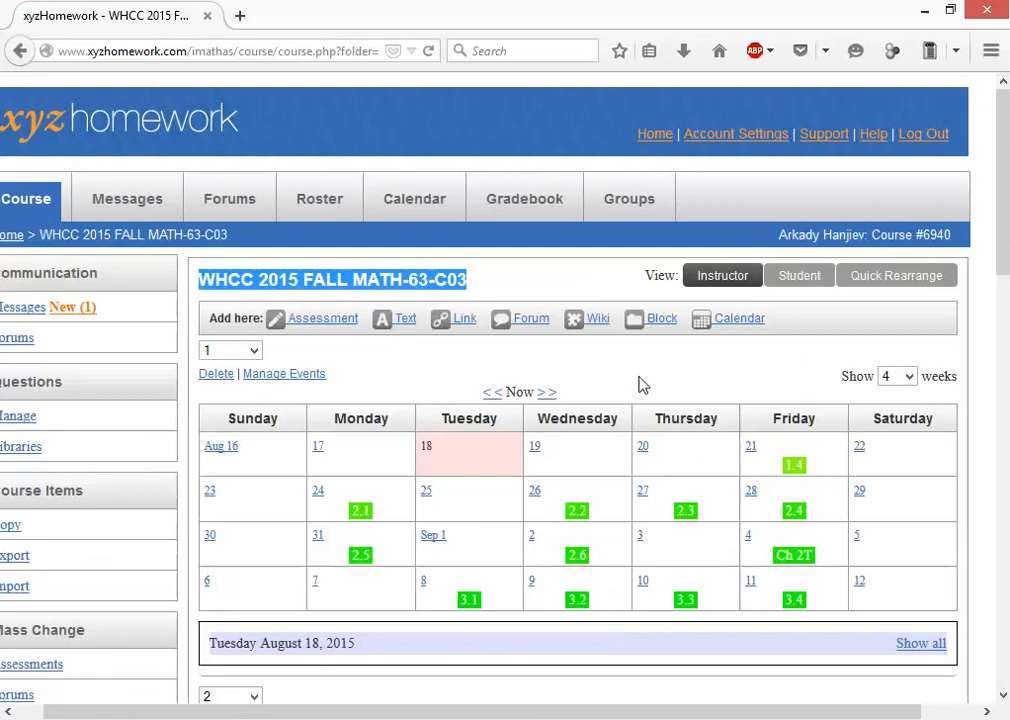 xyzHomework - WHCC 2015 F...
www.xyzhomework.com/imathas/course/course.php?folder=
Search
ABP
xyzhomework
Home | Account Settings | Support | Help | Log Out
Course Messages Forums Roster Calendar Gradebook Groups
ome > WHCC 2015 FALL MATH-63-C03 Arkady Hanjiev: Course #6940
ommunication
Messages New (1)
orums
uestions
Manage
ibraries
ourse Items
opy
xport
mport
Mass Change
ssessments
orums
WHCC 2015 FALL MATH-63-C03
View: Instructor Student Quick Rearrange
Add here: Assessment A Text Link Forum Wiki Block Calendar
1
Delete | Manage Events
Show 4 weeks
<< Now >>
Sunday Monday Tuesday Wednesday Thursday Friday Saturday
Aug 16 17 18 19 20 21 22
1.4
23 24 25 26 27 28 29
2.1 2.2 2.3 2.4
30 31 Sep 1 2 3 4 5
2.5 2.6 Ch 2T
6 7 8 9 10 11 12
3.1 3.2 3.3 3.4
Tuesday August 18, 2015 Show all
2